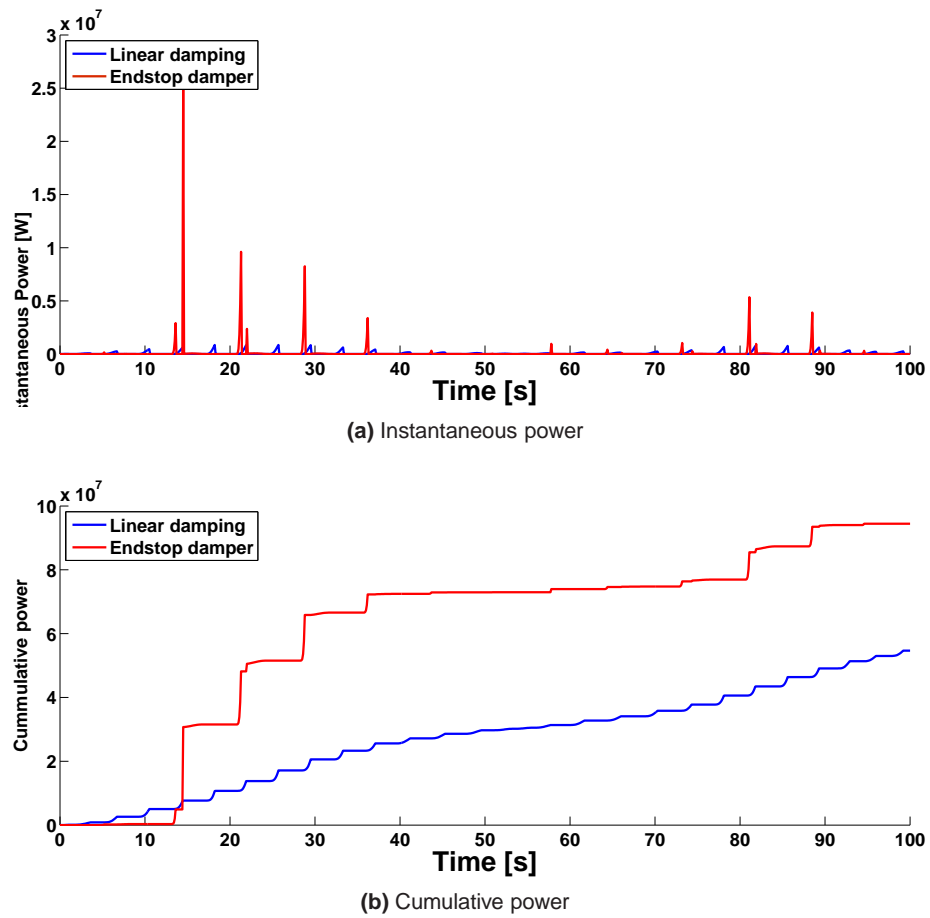 x 10^7
3
Linear damping
Endstop damper
2.5
2
1.5
1
0.5
0
stantaneous Power [W]
0 10 20 30 40 50 60 70 80 90 100
Time [s]
(a) Instantaneous power
x 10^7
10
Linear damping
Endstop damper
8
6
4
2
0
Cummulative power
0 10 20 30 40 50 60 70 80 90 100
Time [s]
(b) Cumulative power